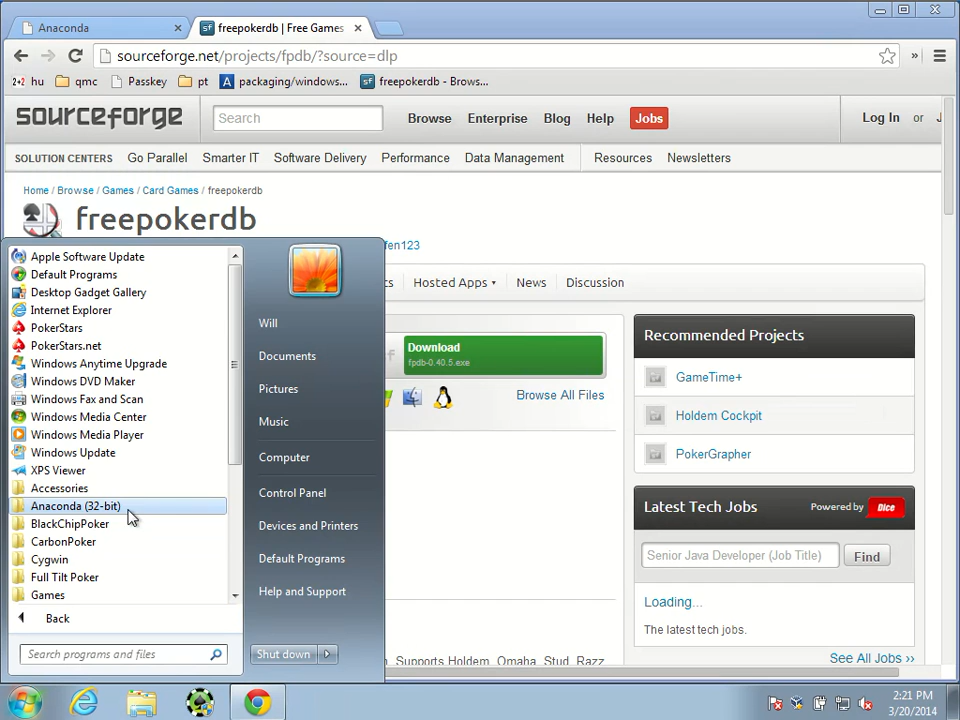 Anaconda
freepokerdb | Free Games
sourceforge.net/projects/fpdb/?source=dlp
2+2 hu
qmc
Passkey
pt
packaging/windows...
freepokerdb - Brows...
sourceforge
Search
Browse
Enterprise
Blog
Help
Jobs
Log In or
SOLUTION CENTERS
Go Parallel
Smarter IT
Software Delivery
Performance
Data Management
Resources
Newsletters
Home / Browse / Games / Card Games / freepokerdb
freepokerdb
fen123
Hosted Apps
News
Discussion
Download
fpdb-0.40.5.exe
Browse All Files
Supports Holdem, Omaha, Stud, Razz
Recommended Projects
GameTime+
Holdem Cockpit
PokerGrapher
Latest Tech Jobs
Powered by Dice
Senior Java Developer (Job Title)
Find
Loading...
The latest tech jobs.
See All Jobs ››
Apple Software Update
Default Programs
Desktop Gadget Gallery
Internet Explorer
PokerStars
PokerStars.net
Windows Anytime Upgrade
Windows DVD Maker
Windows Fax and Scan
Windows Media Center
Windows Media Player
Windows Update
XPS Viewer
Accessories
Anaconda (32-bit)
BlackChipPoker
CarbonPoker
Cygwin
Full Tilt Poker
Games
Back
Search programs and files
Will
Documents
Pictures
Music
Computer
Control Panel
Devices and Printers
Default Programs
Help and Support
Shut down
2:21 PM
3/20/2014